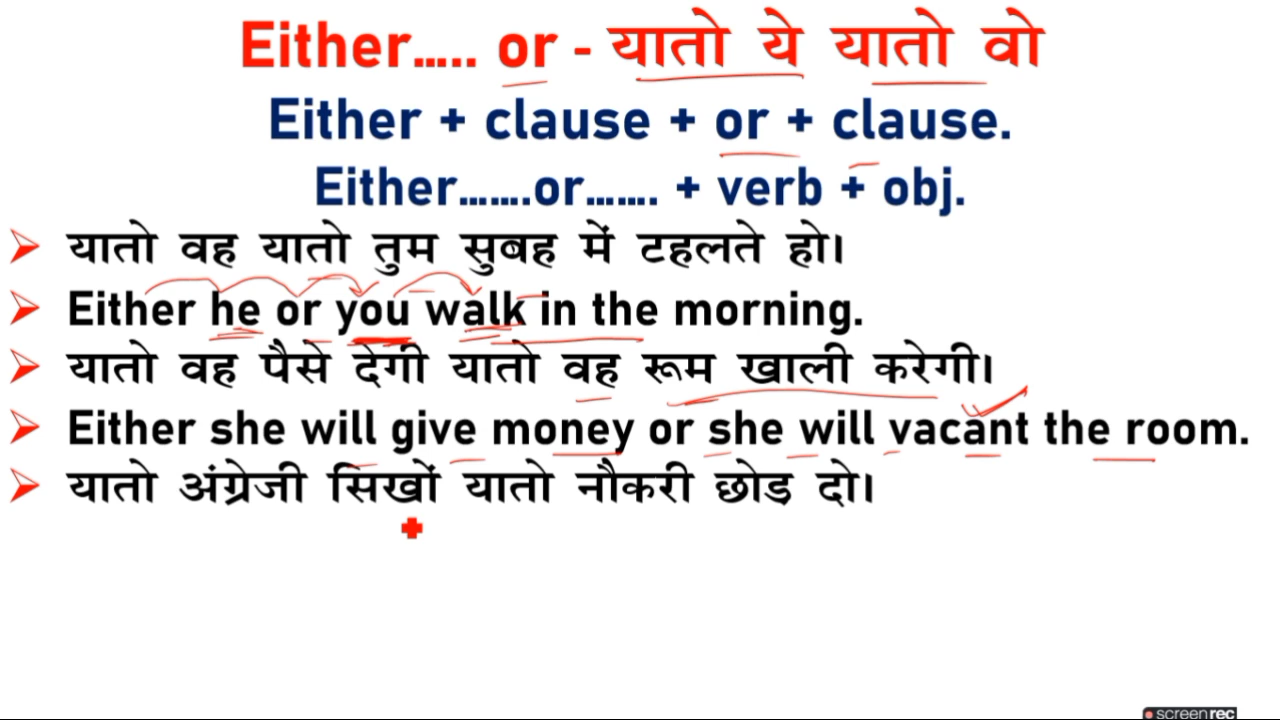 Either..... or - यातो ये यातो वो
Either + clause + or + clause.
Either.......or....... + verb + obj.
यातो वह यातो तुम सुबह में टहलते हो।
Either he or you walk in the morning.
यातो वह पैसे देगी यातो वह रूम खाली करेगी।
Either she will give money or she will vacant the room.
यातो अंग्रेजी सिखों यातो नौकरी छोड दो।
screenrec